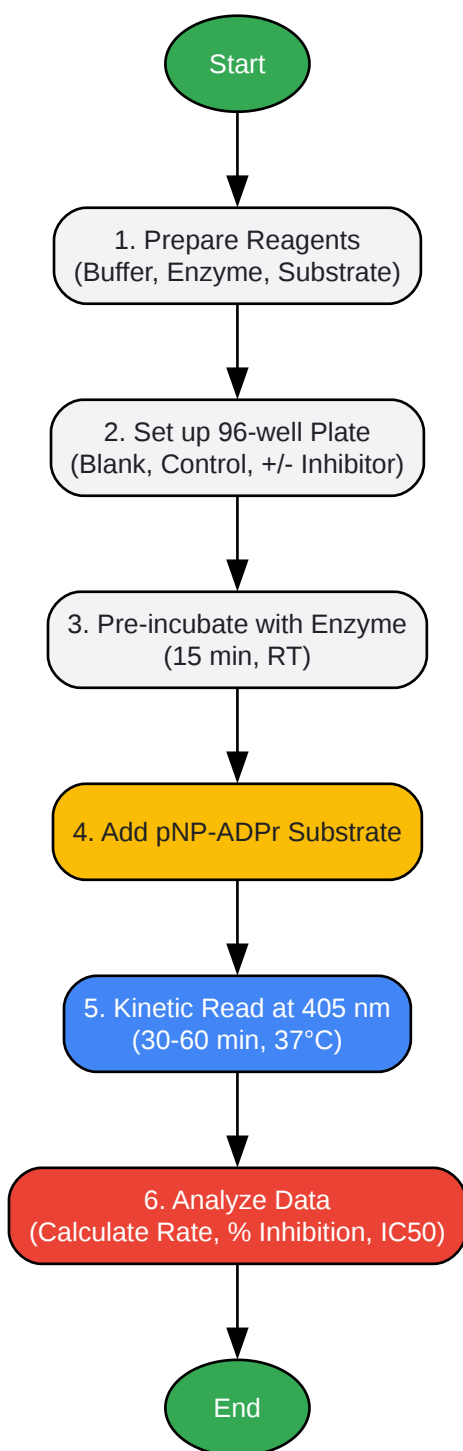 Start
1. Prepare Reagents
(Buffer, Enzyme, Substrate)
2. Set up 96-well Plate
(Blank, Control, +/- Inhibitor)
3. Pre-incubate with Enzyme
(15 min, RT)
4. Add pNP-ADPr Substrate
5. Kinetic Read at 405 nm
(30-60 min, 37°C)
6. Analyze Data
(Calculate Rate, % Inhibition, IC50)
End